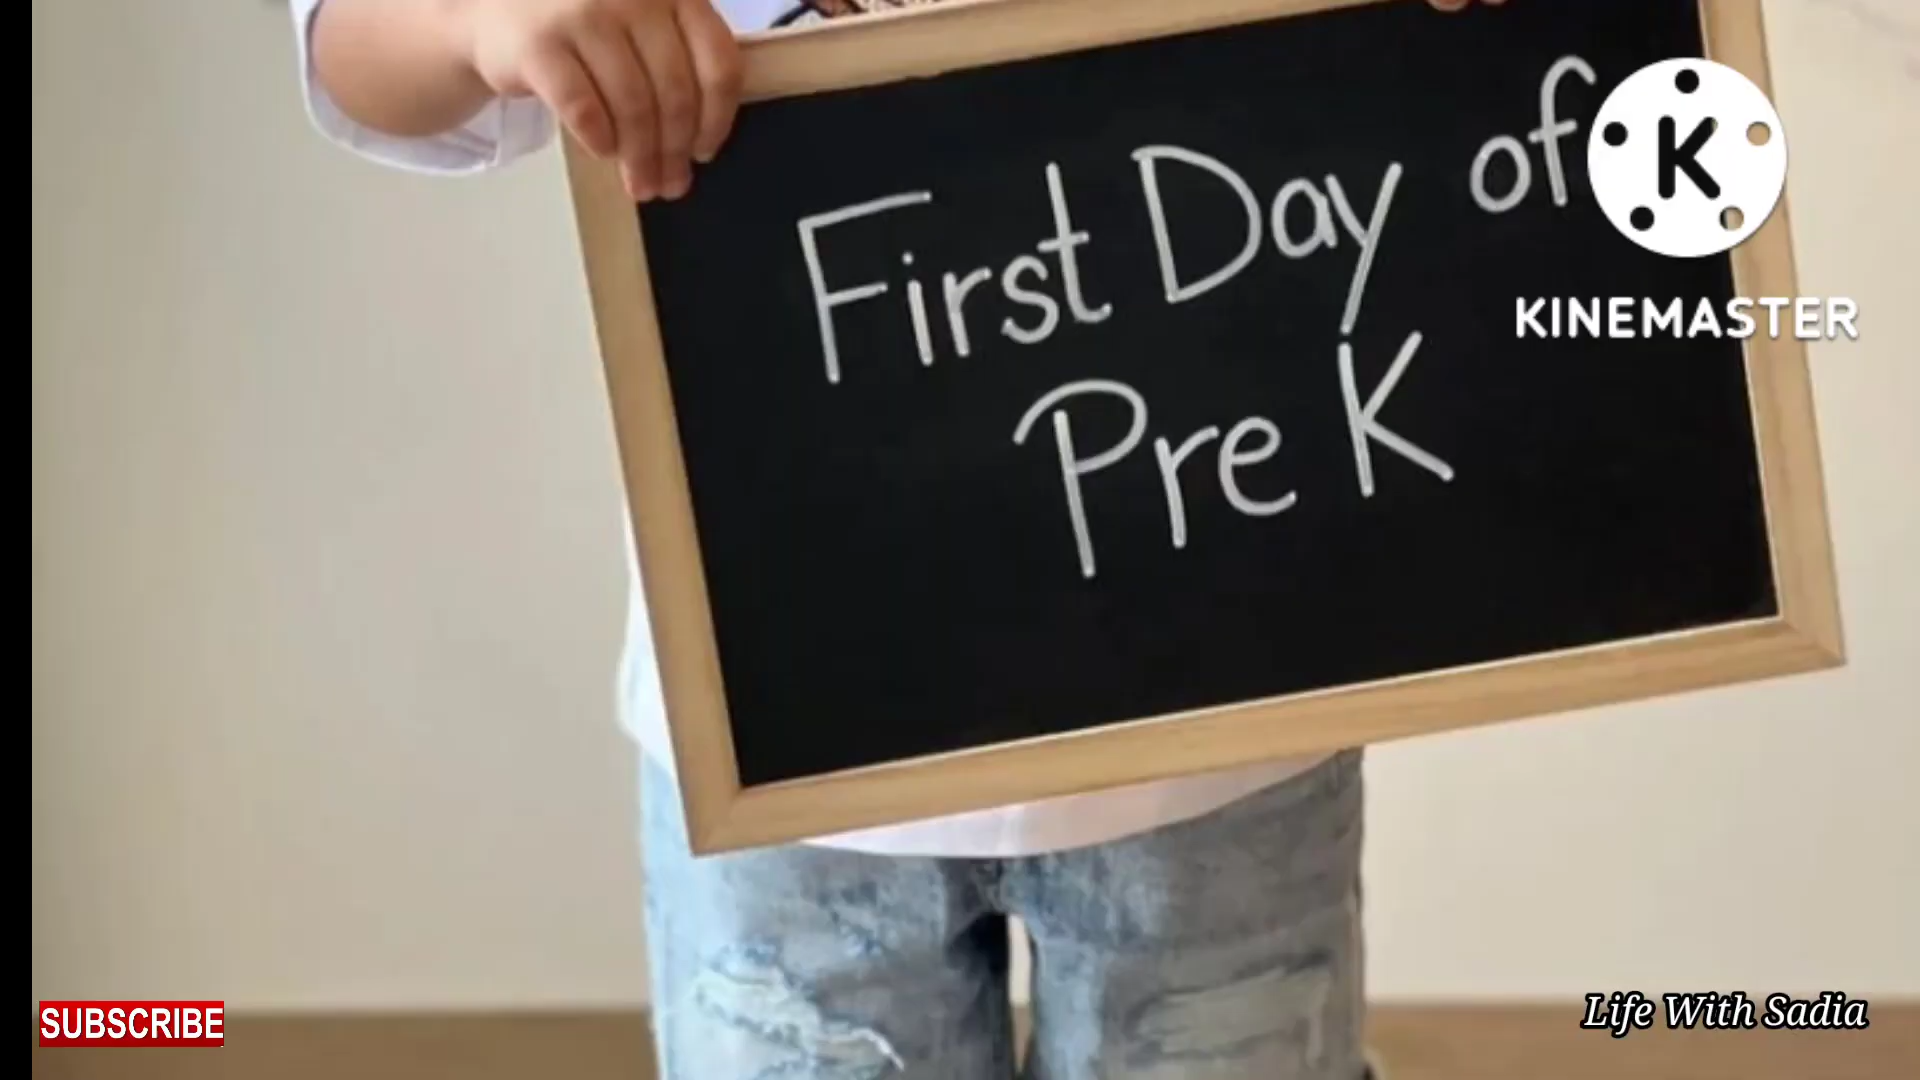 First Day of
Pre K
K
KINEMASTER
SUBSCRIBE
Life With Sadia